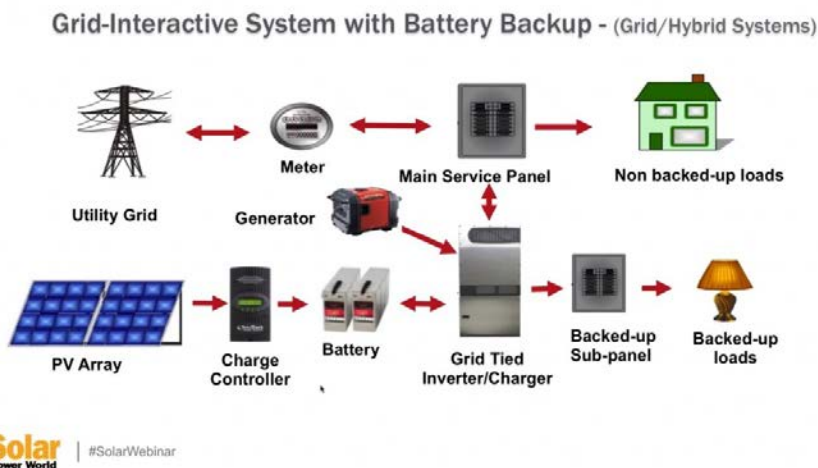 Grid-Interactive System with Battery Backup - (Grid/Hybrid Systems)
Meter
Main Service Panel
Non backed-up loads
Utility Grid
Generator
PV Array
Charge
Controller
Battery
Grid Tied
Inverter/Charger
Backed-up
Sub-panel
Backed-up
loads
Solar
Power World
#SolarWebinar